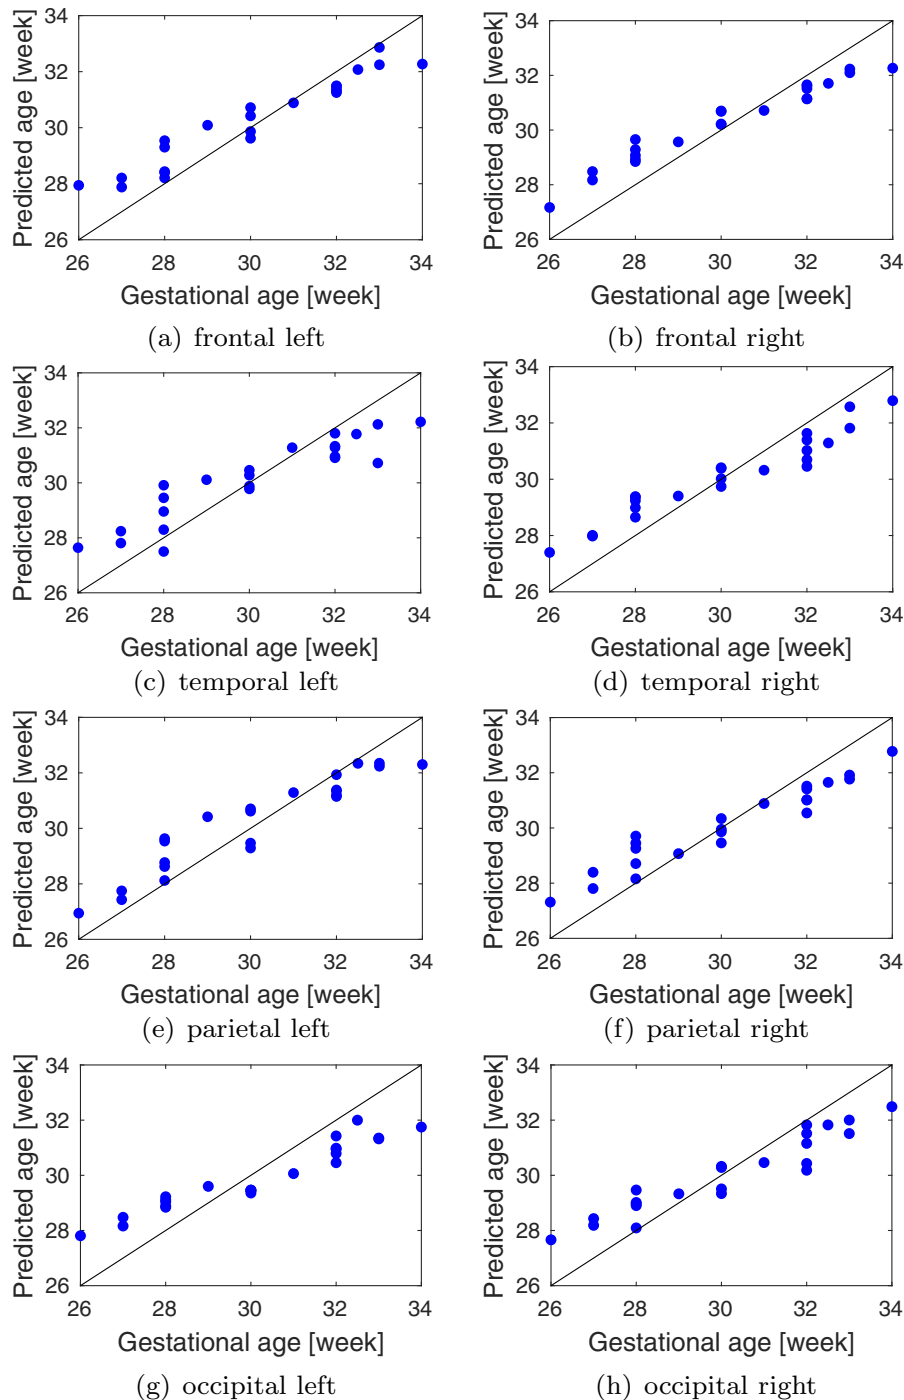 34
32
30
28
26
Predicted age [week]
26 28 30 32 34
Gestational age [week]
(a) frontal left
34
32
30
28
26
Predicted age [week]
26 28 30 32 34
Gestational age [week]
(b) frontal right
34
32
30
28
26
Predicted age [week]
26 28 30 32 34
Gestational age [week]
(c) temporal left
34
32
30
28
26
Predicted age [week]
26 28 30 32 34
Gestational age [week]
(d) temporal right
34
32
30
28
26
Predicted age [week]
26 28 30 32 34
Gestational age [week]
(e) parietal left
34
32
30
28
26
Predicted age [week]
26 28 30 32 34
Gestational age [week]
(f) parietal right
34
32
30
28
26
Predicted age [week]
26 28 30 32 34
Gestational age [week]
(g) occipital left
34
32
30
28
26
Predicted age [week]
26 28 30 32 34
Gestational age [week]
(h) occipital right